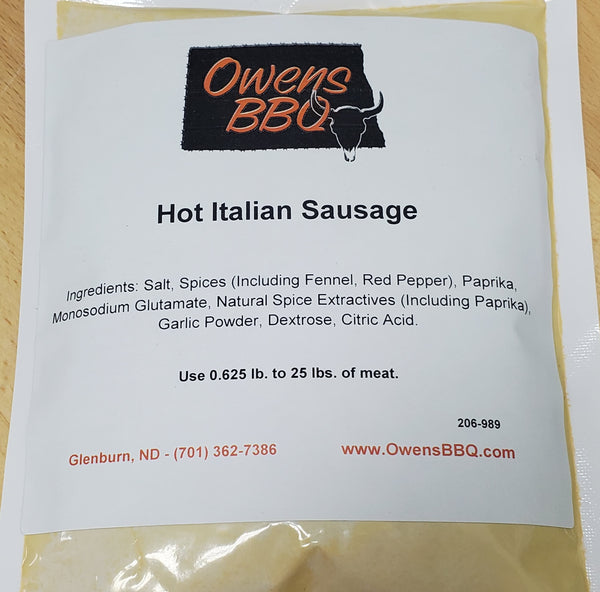 Owens
BBQ
Hot Italian Sausage
Ingredients: Salt, Spices (Including Fennel, Red Pepper), Paprika,
Monosodium Glutamate, Natural Spice Extractives (Including Paprika),
Garlic Powder, Dextrose, Citric Acid.
Use 0.625 lb. to 25 lbs. of meat.
206-989
Glenburn, ND - (701) 362-7386 www.OwensBBQ.com